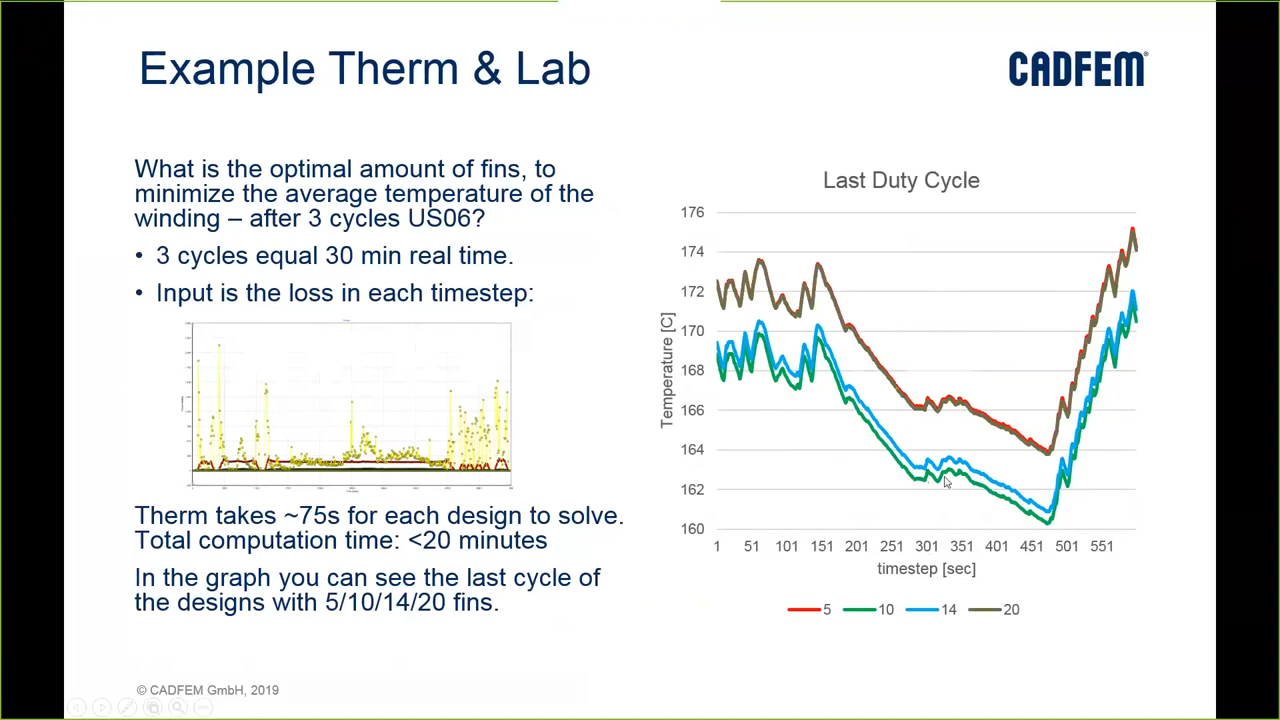 Example Therm & Lab
CADFEM®
What is the optimal amount of fins, to
minimize the average temperature of the
winding – after 3 cycles US06?
• 3 cycles equal 30 min real time.
• Input is the loss in each timestep:
Therm takes ~75s for each design to solve.
Total computation time: <20 minutes
In the graph you can see the last cycle of
the designs with 5/10/14/20 fins.
Last Duty Cycle
Temperature [C]
176
174
172
170
168
166
164
162
160
1 51 101 151 201 251 301 351 401 451 501 551
timestep [sec]
5 10 14 20
© CADFEM GmbH, 2019